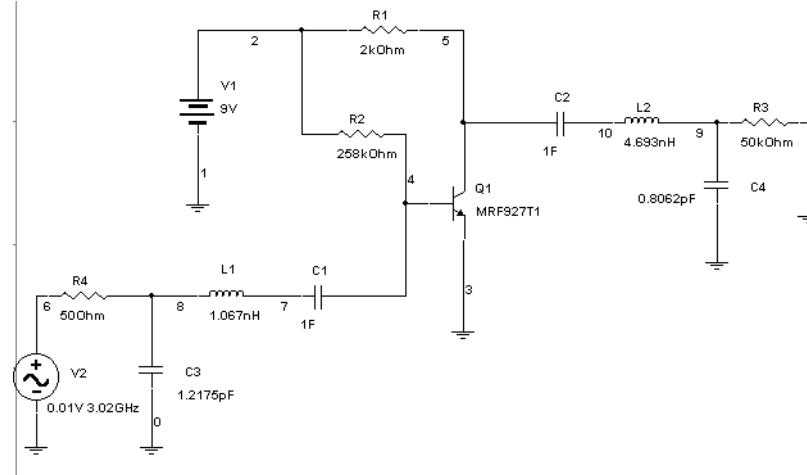 R1
2
5
2kOhm
V1
9V
C2
L2
R3
10
9
1F
4.693nH
50kOhm
R2
258kOhm
1
4
Q1
MRF927T1
C4
0.8062pF
L1
C1
R4
6
8
7
3
50Ohm
1.067nH
1F
V2
C3
1.2175pF
0.01V 3.02GHz
0